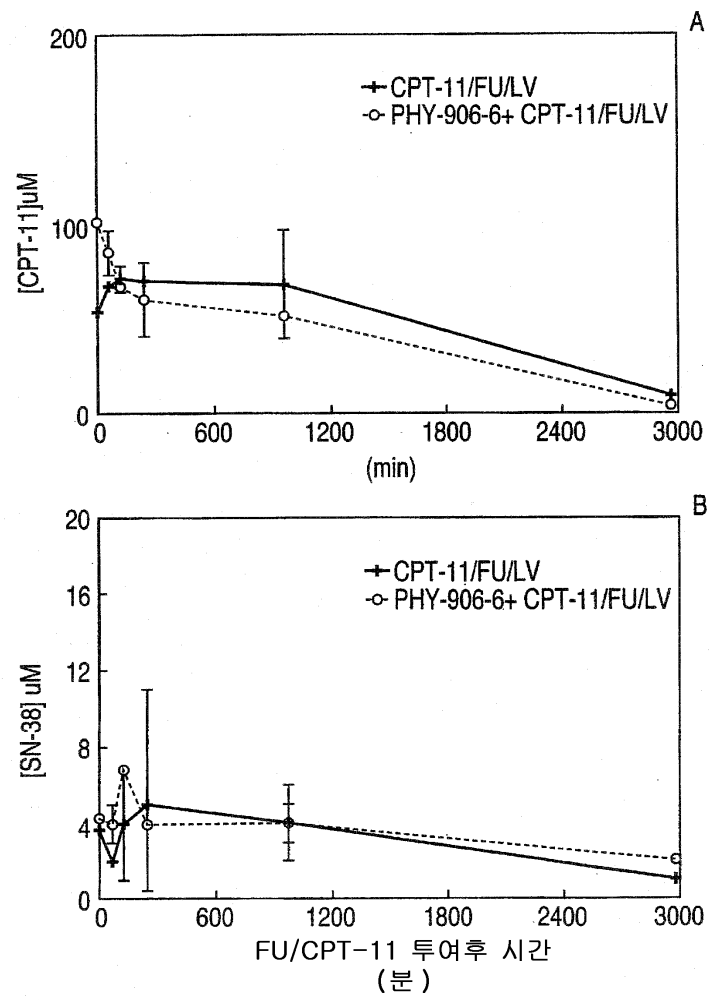 A
200
CPT-11/FU/LV
PHY-906-6+ CPT-11/FU/LV
[CPT-11]uM
100
0
0 600 1200 1800 2400 3000
(min)
B
20
CPT-11/FU/LV
PHY-906-6+ CPT-11/FU/LV
16
12
[SN-38] uM
8
4
0
0 600 1200 1800 2400 3000
FU/CPT-11 투여후 시간
(분)